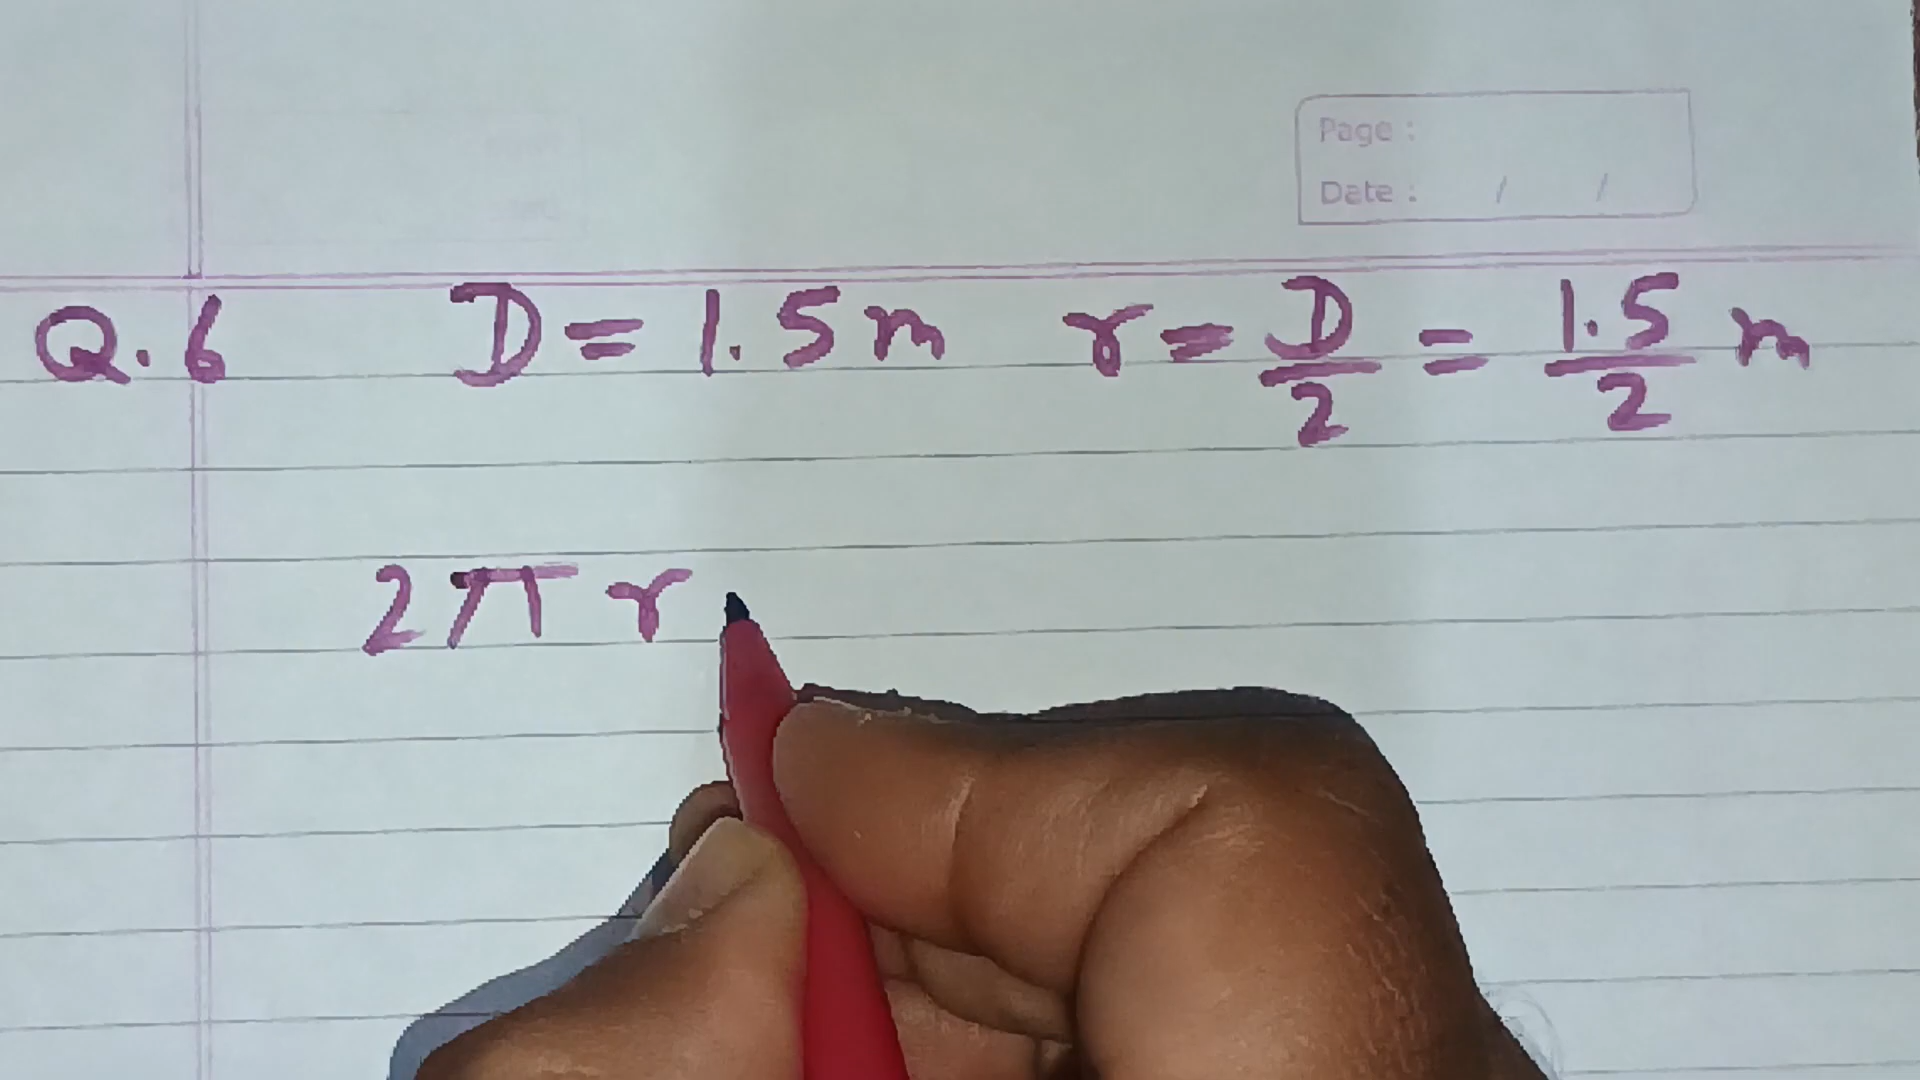 Page :
Date : / /
Q.6 D = 1.5 m r = D/2 = 1.5/2 m
2πr